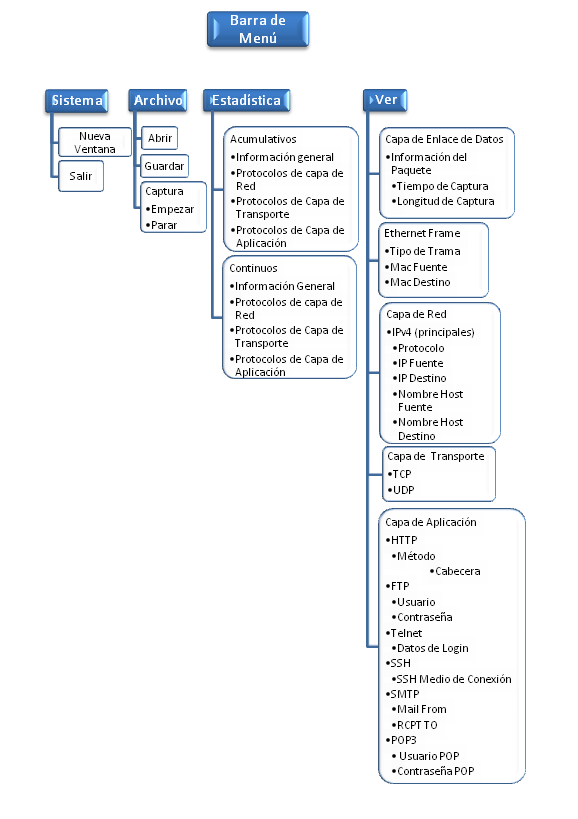 Barra de
Menú
Sistema
Nueva
Ventana
Salir
Archivo
Abrir
Guardar
Captura
•Empezar
•Parar
Estadística
Acumulativos
•Información general
•Protocolos de capa de
Red
•Protocolos de Capa de
Transporte
•Protocolos de Capa de
Aplicación
Continuos
•Información General
•Protocolos de capa de
Red
•Protocolos de Capa de
Transporte
•Protocolos de Capa de
Aplicación
Ver
Capa de Enlace de Datos
•Información del
Paquete
•Tiempo de Captura
•Longitud de Captura
Ethernet Frame
•Tipo de Trama
•Mac Fuente
•Mac Destino
Capa de Red
•IPv4 (principales)
•Protocolo
•IP Fuente
•IP Destino
•Nombre Host
Fuente
•Nombre Host
Destino
Capa de Transporte
•TCP
•UDP
Capa de Aplicación
•HTTP
•Método
•Cabecera
•FTP
•Usuario
•Contraseña
•Telnet
•Datos de Login
•SSH
•SSH Medio de Conexión
•SMTP
•Mail From
•RCPT TO
•POP3
•Usuario POP
•Contraseña POP